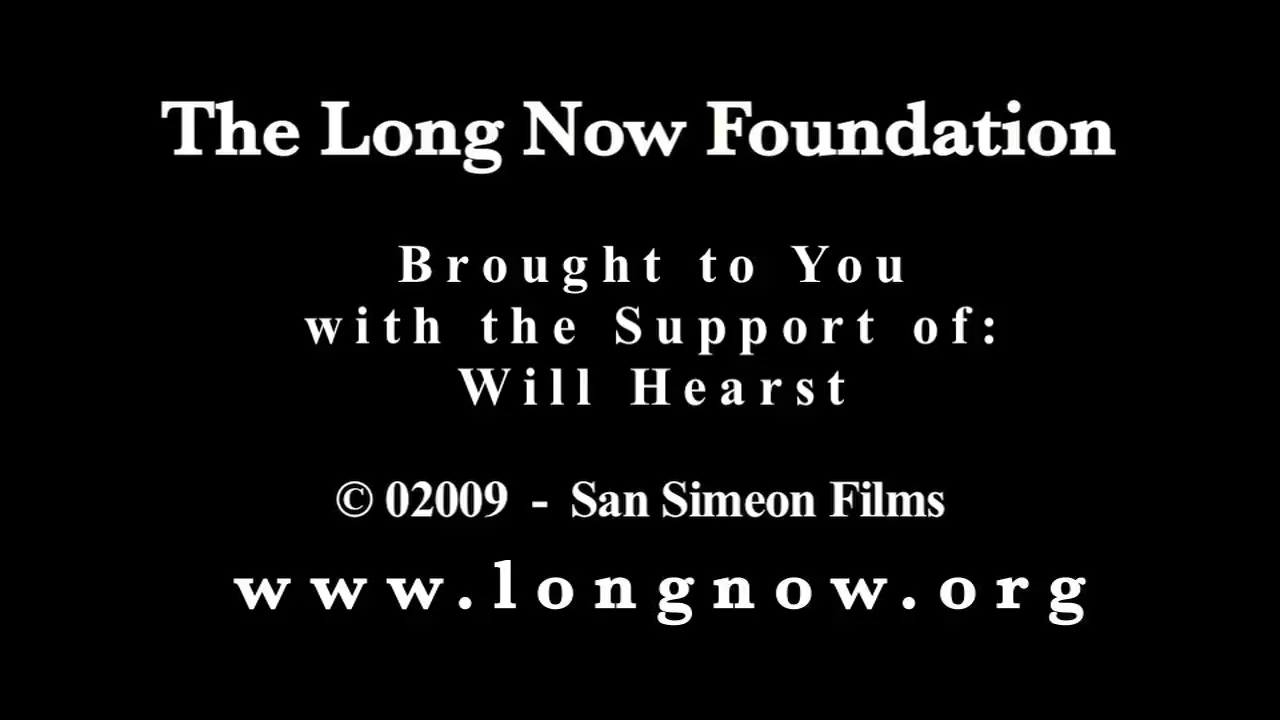 The Long Now Foundation
Brought to You
with the Support of:
Will Hearst
© 02009 - San Simeon Films
www.longnow.org